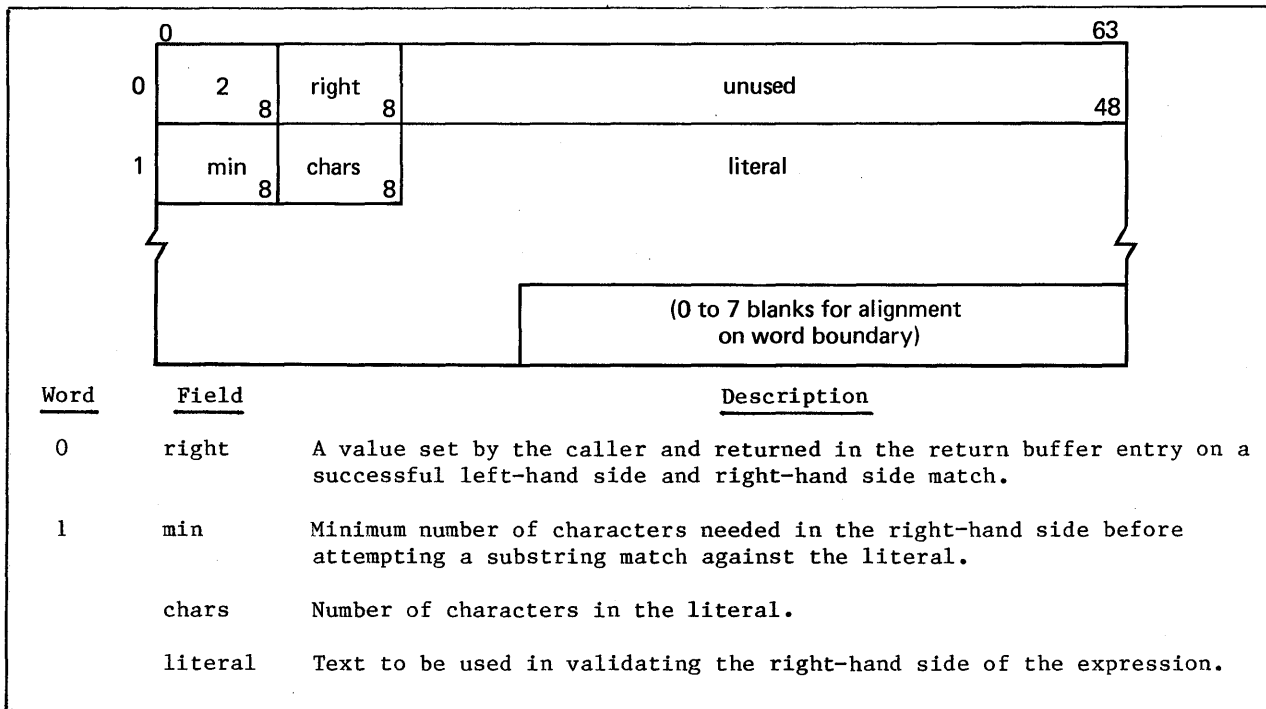 0 63
0 2 8 right 8 unused 48
1 min 8 chars 8 literal
(0 to 7 blanks for alignment
on word boundary)
Word Field Description
0 right A value set by the caller and returned in the return buffer entry on a
successful left-hand side and right-hand side match.
1 min Minimum number of characters needed in the right-hand side before
attempting a substring match against the literal.
chars Number of characters in the literal.
literal Text to be used in validating the right-hand side of the expression.